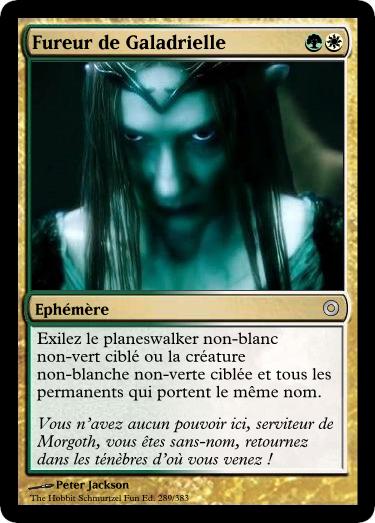 Fureur de Galadrielle
Ephémère
Exilez le planeswalker non-blanc
non-vert ciblé ou la créature
non-blanche non-verte ciblée et tous les
permanents qui portent le même nom.
Vous n'avez aucun pouvoir ici, serviteur de
Morgoth, vous êtes sans-nom, retournez
dans les ténèbres d'où vous venez !
Peter Jackson
The Hobbit Schmurtzel Fun Ed. 289/383